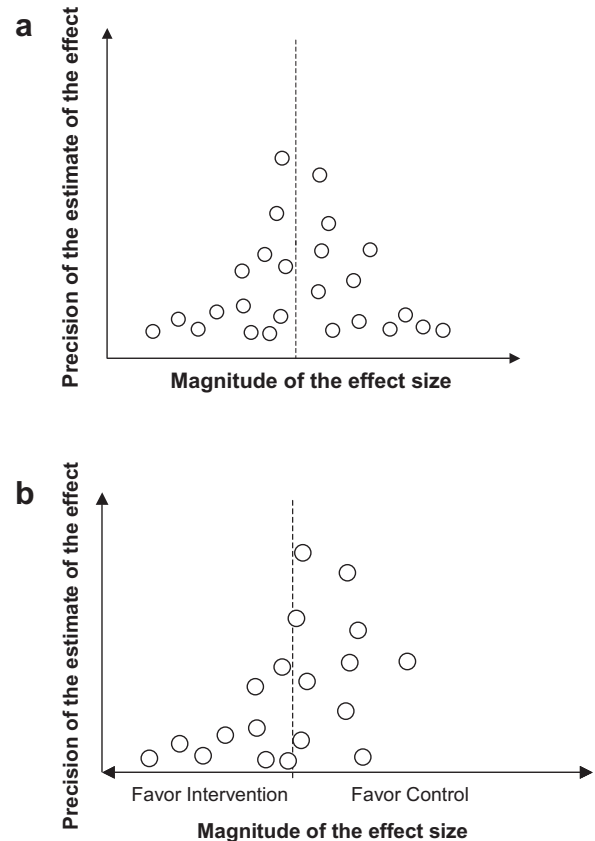 a
Precision of the estimate of the effect
Magnitude of the effect size
b
Precision of the estimate of the effect
Favor Intervention
Favor Control
Magnitude of the effect size